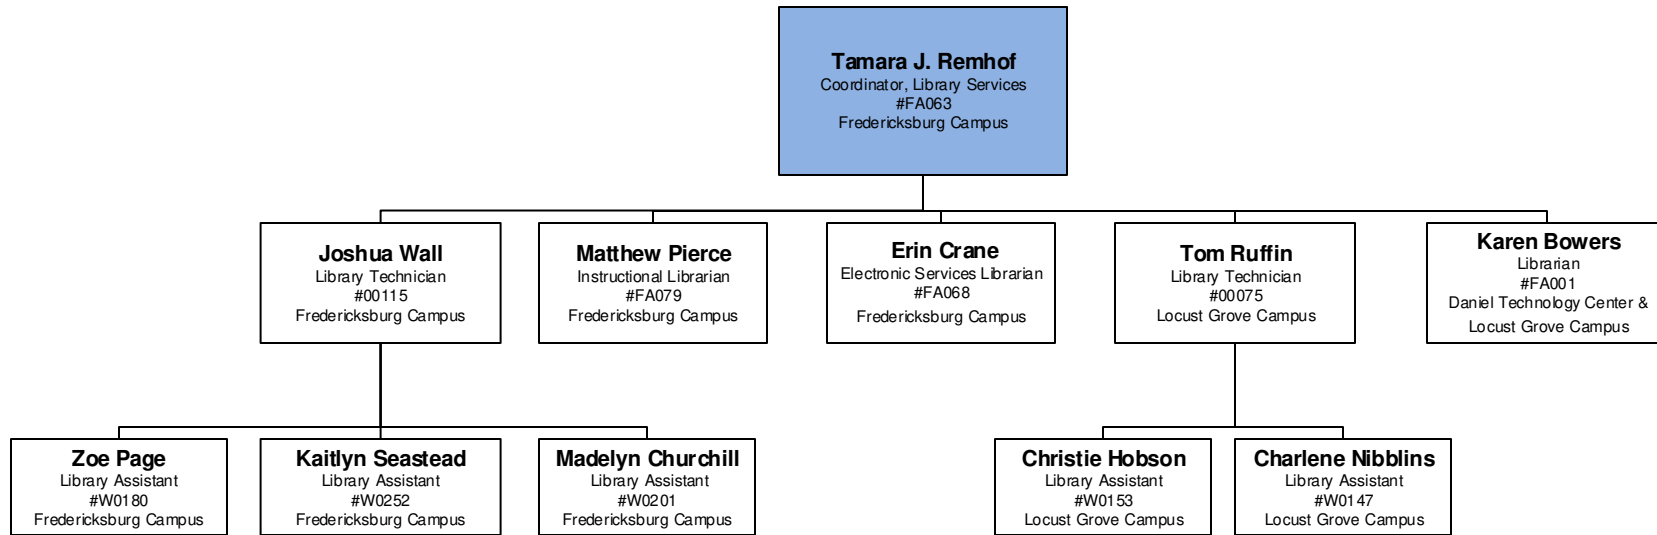 Tamara J. Remhof
Coordinator, Library Services
#FA063
Fredericksburg Campus
Joshua Wall
Library Technician
#00115
Fredericksburg Campus
Matthew Pierce
Instructional Librarian
#FA079
Fredericksburg Campus
Erin Crane
Electronic Services Librarian
#FA068
Fredericksburg Campus
Tom Ruffin
Library Technician
#00075
Locust Grove Campus
Karen Bowers
Librarian
#FA001
Daniel Technology Center &
Locust Grove Campus
Zoe Page
Library Assistant
#W0180
Fredericksburg Campus
Kaitlyn Seastead
Library Assistant
#W0252
Fredericksburg Campus
Madelyn Churchill
Library Assistant
#W0201
Fredericksburg Campus
Christie Hobson
Library Assistant
#W0153
Locust Grove Campus
Charlene Nibblins
Library Assistant
#W0147
Locust Grove Campus